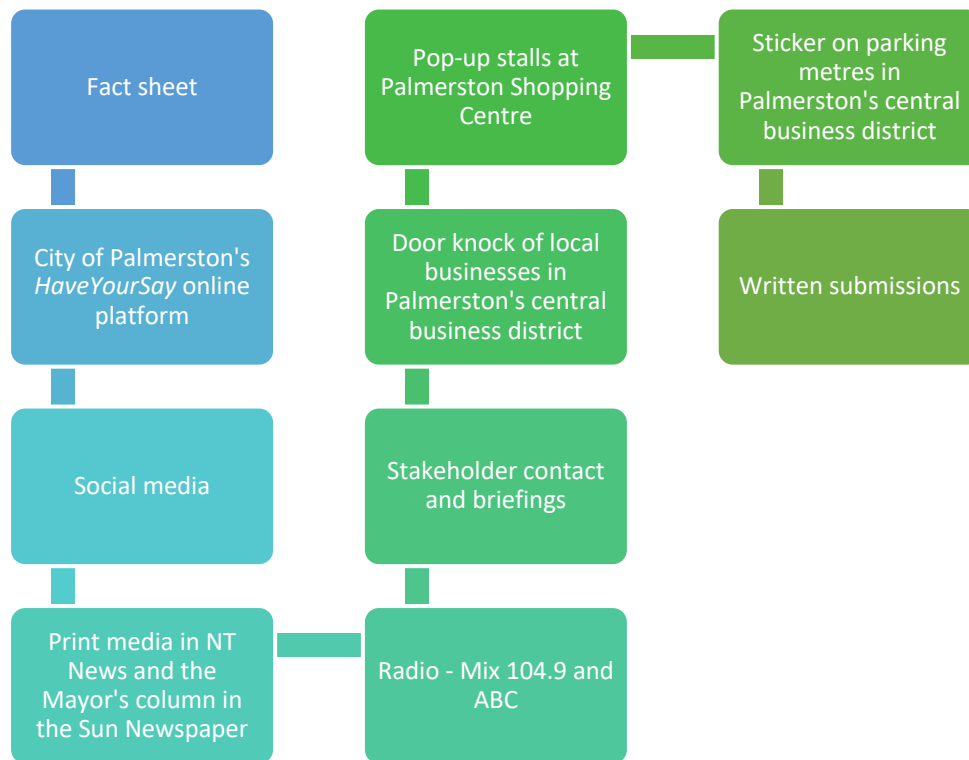 Fact sheet
City of Palmerston's
HaveYourSay online
platform
Social media
Print media in NT
News and the
Mayor's column in
the Sun Newspaper
Radio - Mix 104.9 and
ABC
Stakeholder contact
and briefings
Door knock of local
businesses in
Palmerston's central
business district
Pop-up stalls at
Palmerston Shopping
Centre
Sticker on parking
metres in
Palmerston's central
business district
Written submissions